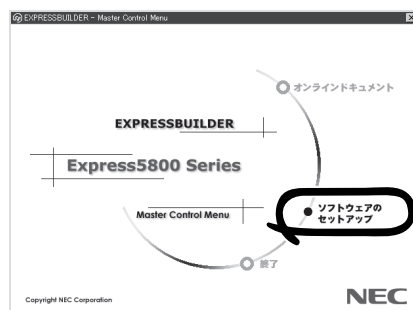 EXPRESSBUILDER - Master Control Menu
オンラインドキュメント
EXPRESSBUILDER
Express5800 Series
Master Control Menu
ソフトウェアの
セットアップ
終了
Copyright NEC Corporation
NEC